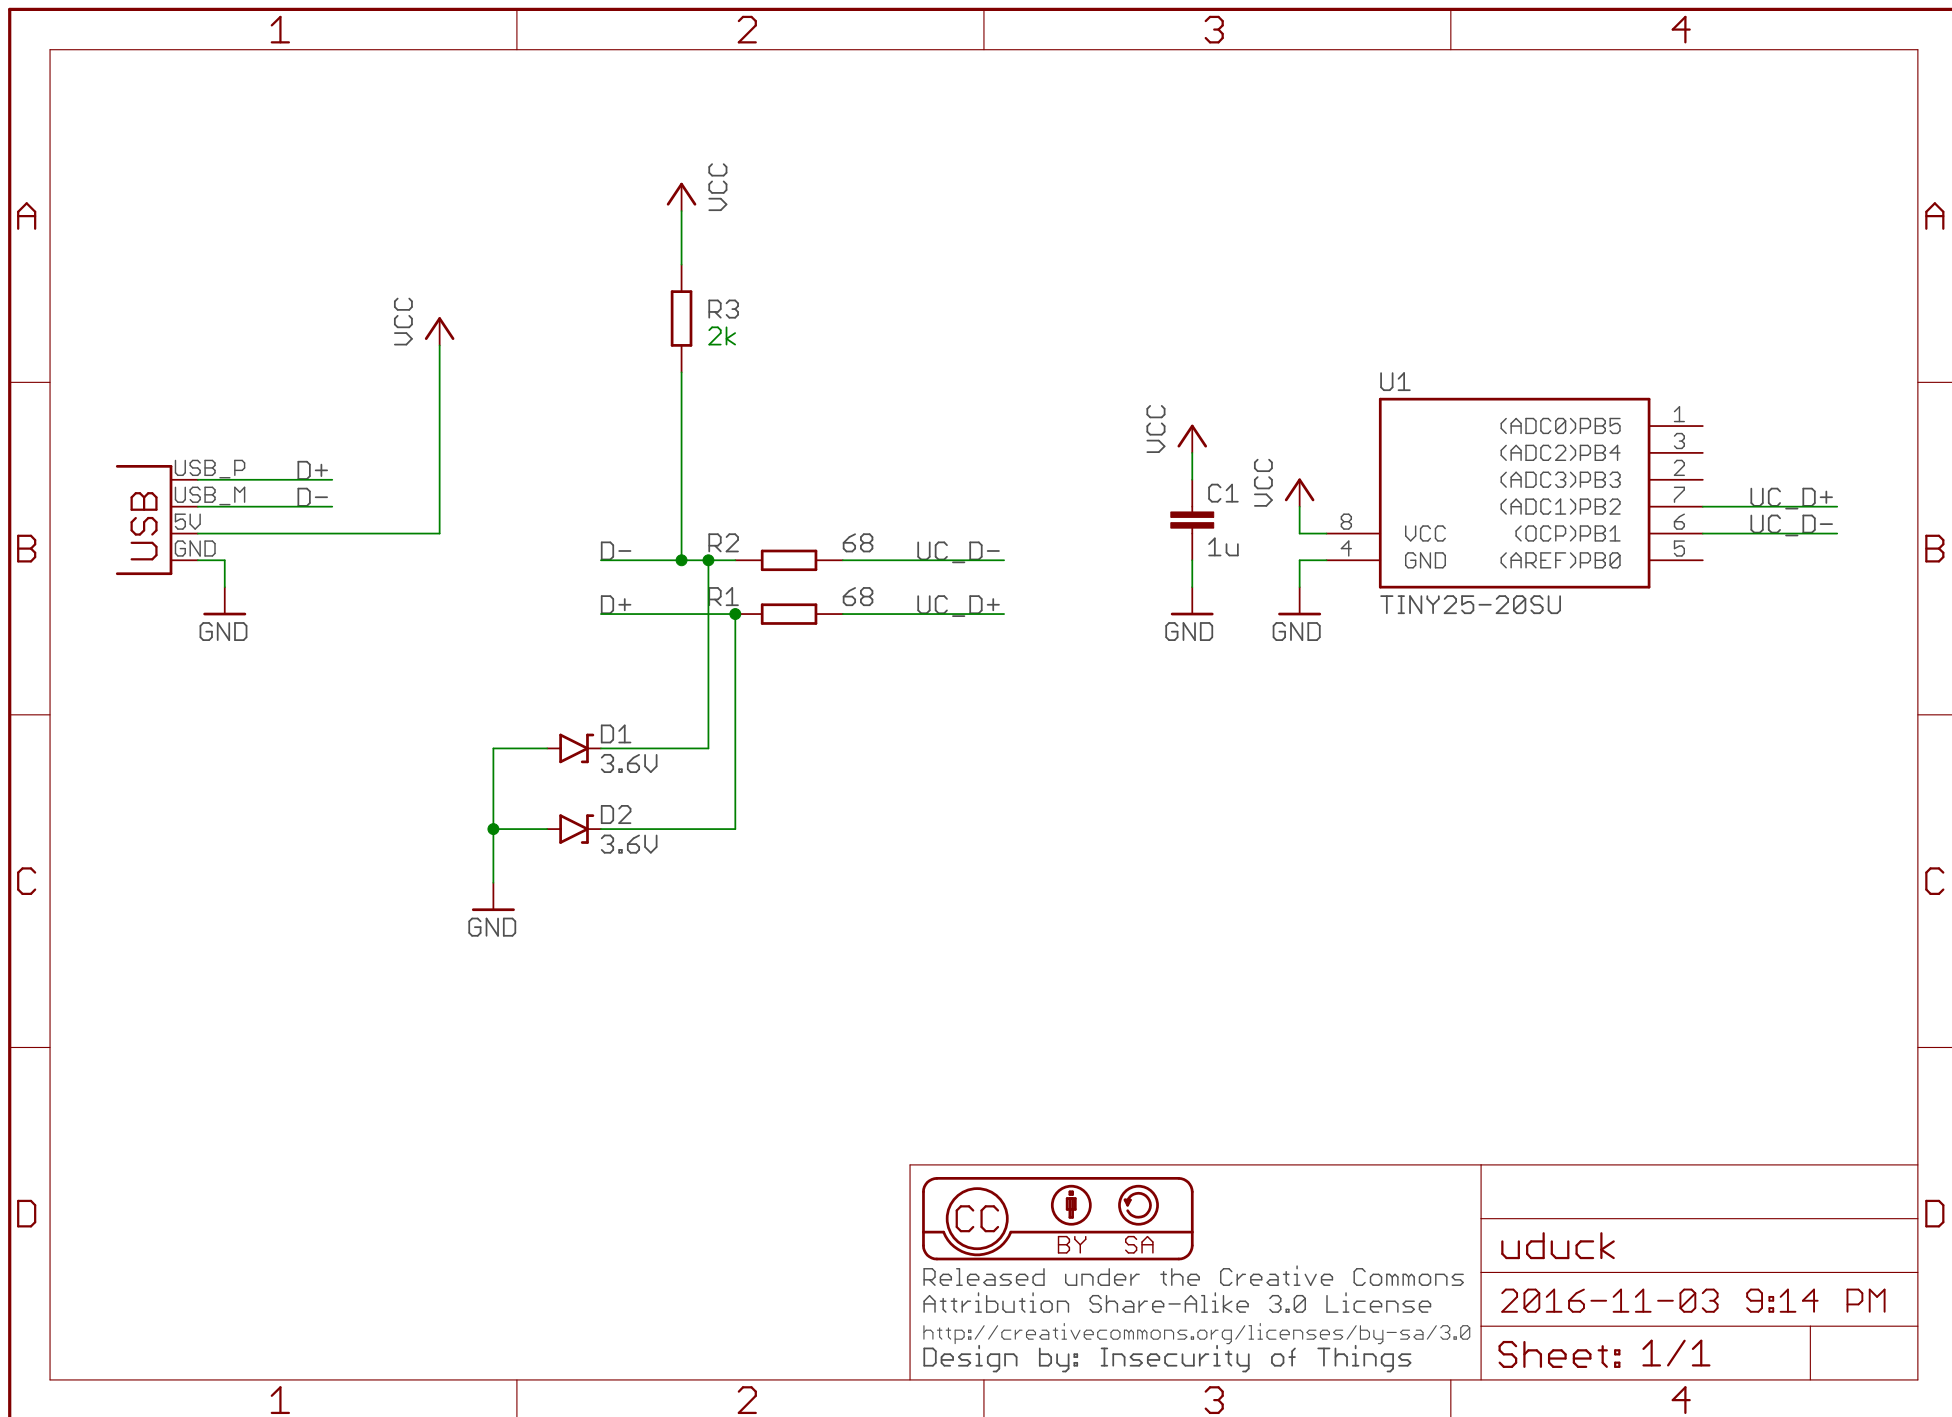 1 2 3 4
A A
VCC
VCC
R3
2k
VCC
U1
(ADC0)PB5 1
(ADC2)PB4 3
(ADC3)PB3 2
(ADC1)PB2 7 UC_D+
8 VCC (OCP)PB1 6 UC_D-
4 GND (AREF)PB0 5
TINY25-20SU
VCC
C1
1u
GND GND
B B
USB
USB_P D+
USB_M D-
5V
GND
GND
D- R2 68 UC_D-
D+ R1 68 UC_D+
D1
3.6V
D2
3.6V
GND
C C
D D
CC BY SA
Released under the Creative Commons
Attribution Share-Alike 3.0 License
http://creativecommons.org/licenses/by-sa/3.0
Design by: Insecurity of Things
uduck
2016-11-03 9:14 PM
Sheet: 1/1
1 2 3 4